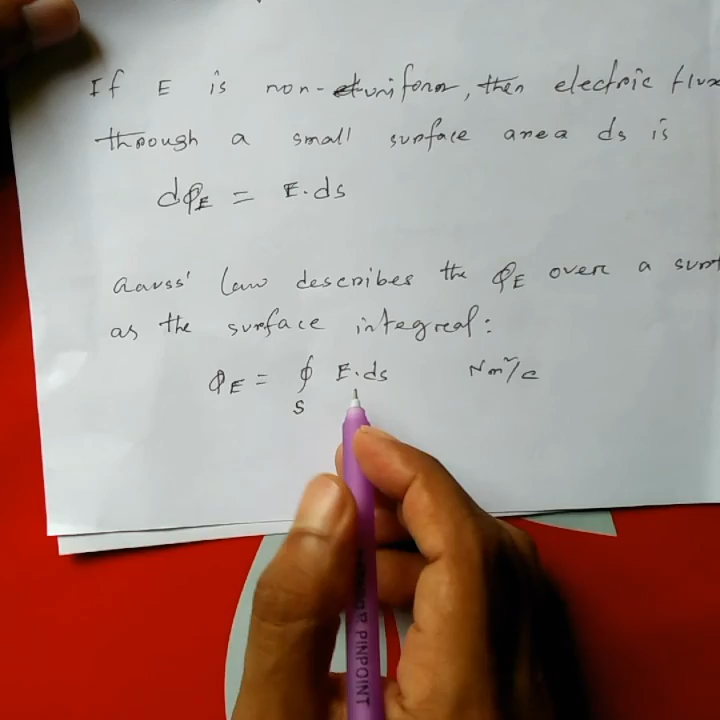 If E is non-uniform, then electric flux
through a small surface area ds is
dφE = E.ds
Gauss' law describes the φE over a surf
as the surface integral:
φE = ∮ E.ds Nm²/C
S
PINPOINT